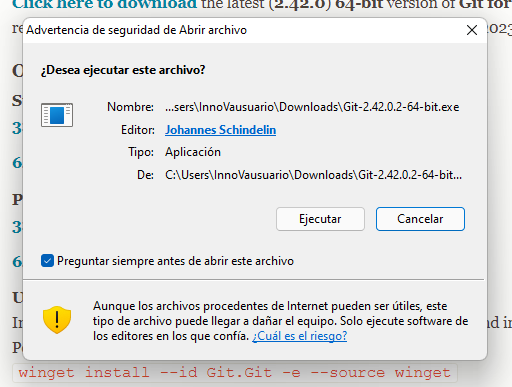 Click here to download the latest (2.42.0) 64-bit version of Git for
Advertencia de seguridad de Abrir archivo
¿Desea ejecutar este archivo?
Nombre: ...sers\InnoVausuario\Downloads\Git-2.42.0.2-64-bit.exe
Editor: Johannes Schindelin
Tipo: Aplicación
De: C:\Users\InnoVausuario\Downloads\Git-2.42.0.2-64-bit...
Ejecutar Cancelar
Preguntar siempre antes de abrir este archivo
Aunque los archivos procedentes de Internet pueden ser útiles, este
tipo de archivo puede llegar a dañar el equipo. Solo ejecute software de
los editores en los que confía. ¿Cuál es el riesgo?
winget install --id Git.Git -e --source winget